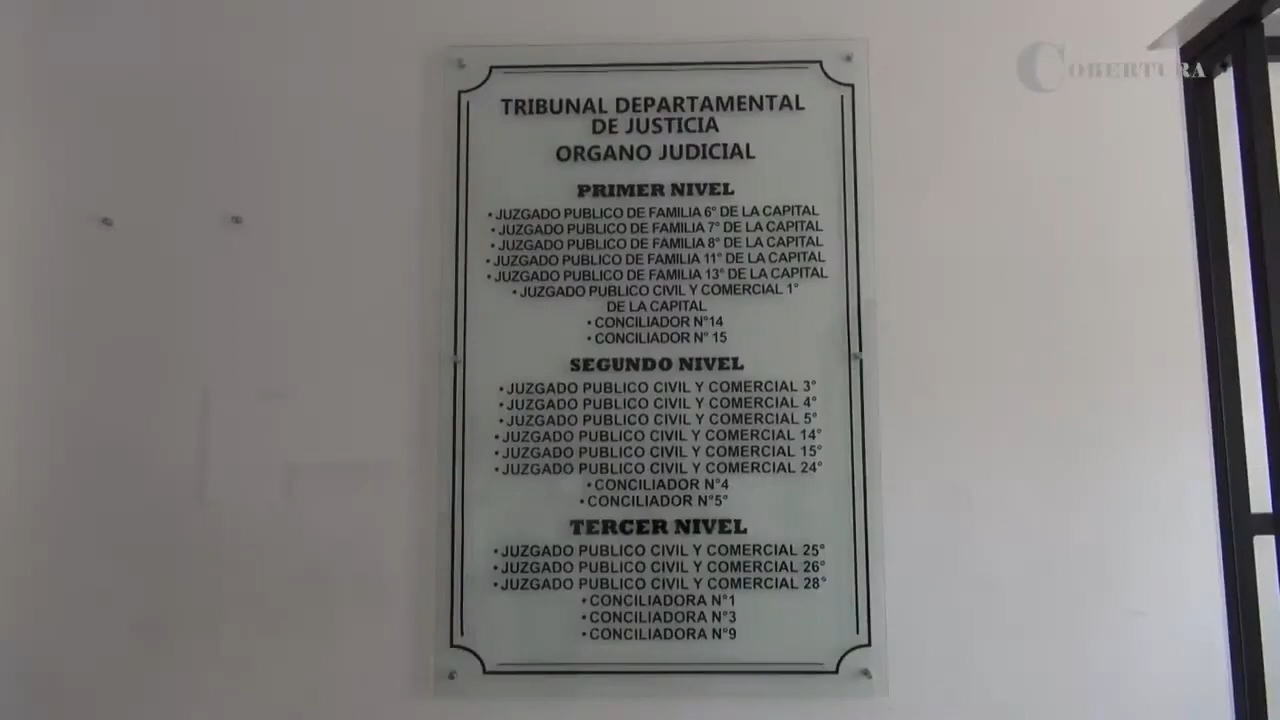 COBERTURA
TRIBUNAL DEPARTAMENTAL
DE JUSTICIA
ORGANO JUDICIAL
PRIMER NIVEL
• JUZGADO PUBLICO DE FAMILIA 6° DE LA CAPITAL
• JUZGADO PUBLICO DE FAMILIA 7° DE LA CAPITAL
• JUZGADO PUBLICO DE FAMILIA 8° DE LA CAPITAL
• JUZGADO PUBLICO DE FAMILIA 11° DE LA CAPITAL
• JUZGADO PUBLICO DE FAMILIA 13° DE LA CAPITAL
• JUZGADO PUBLICO CIVIL Y COMERCIAL 1°
DE LA CAPITAL
• CONCILIADOR N°14
• CONCILIADOR N° 15
SEGUNDO NIVEL
• JUZGADO PUBLICO CIVIL Y COMERCIAL 3°
• JUZGADO PUBLICO CIVIL Y COMERCIAL 4°
• JUZGADO PUBLICO CIVIL Y COMERCIAL 5°
• JUZGADO PUBLICO CIVIL Y COMERCIAL 14°
• JUZGADO PUBLICO CIVIL Y COMERCIAL 15°
• JUZGADO PUBLICO CIVIL Y COMERCIAL 24°
• CONCILIADOR N°4
• CONCILIADOR N°5°
TERCER NIVEL
• JUZGADO PUBLICO CIVIL Y COMERCIAL 25°
• JUZGADO PUBLICO CIVIL Y COMERCIAL 26°
• JUZGADO PUBLICO CIVIL Y COMERCIAL 28°
• CONCILIADORA N°1
• CONCILIADORA N°3
• CONCILIADORA N°9